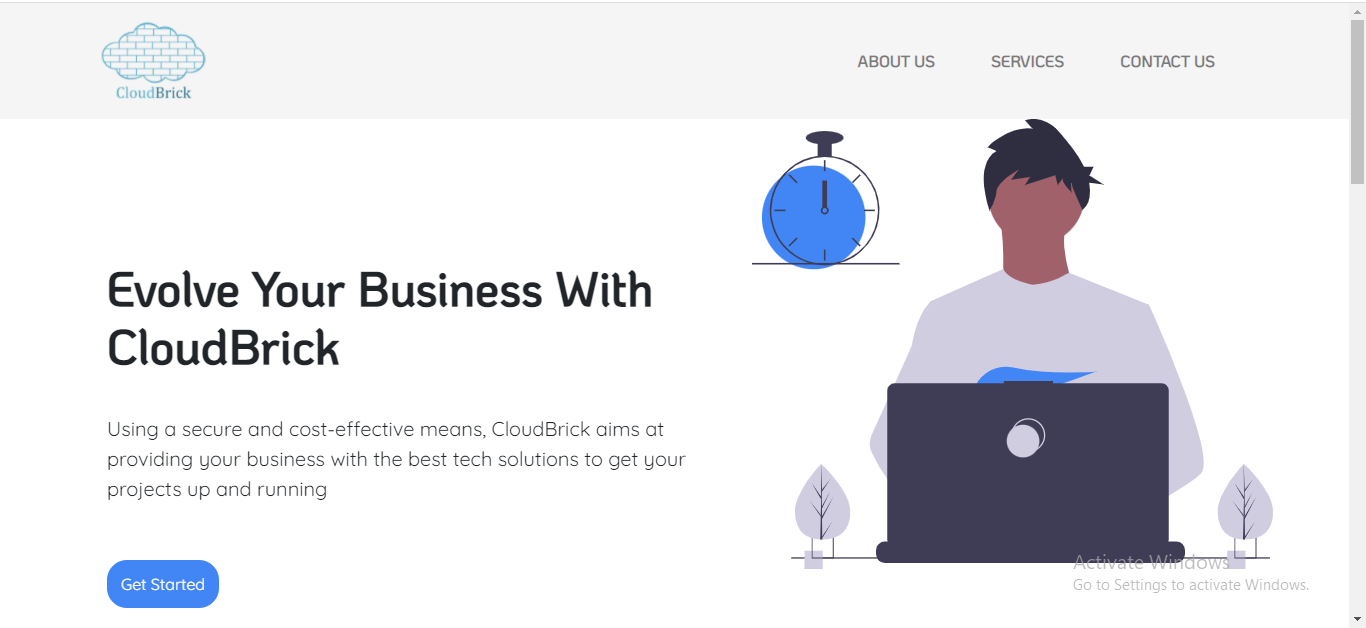 CloudBrick
ABOUT US
SERVICES
CONTACT US
Evolve Your Business With
CloudBrick
Using a secure and cost-effective means, CloudBrick aims at
providing your business with the best tech solutions to get your
projects up and running
Get Started
Activate Windows
Go to Settings to activate Windows.